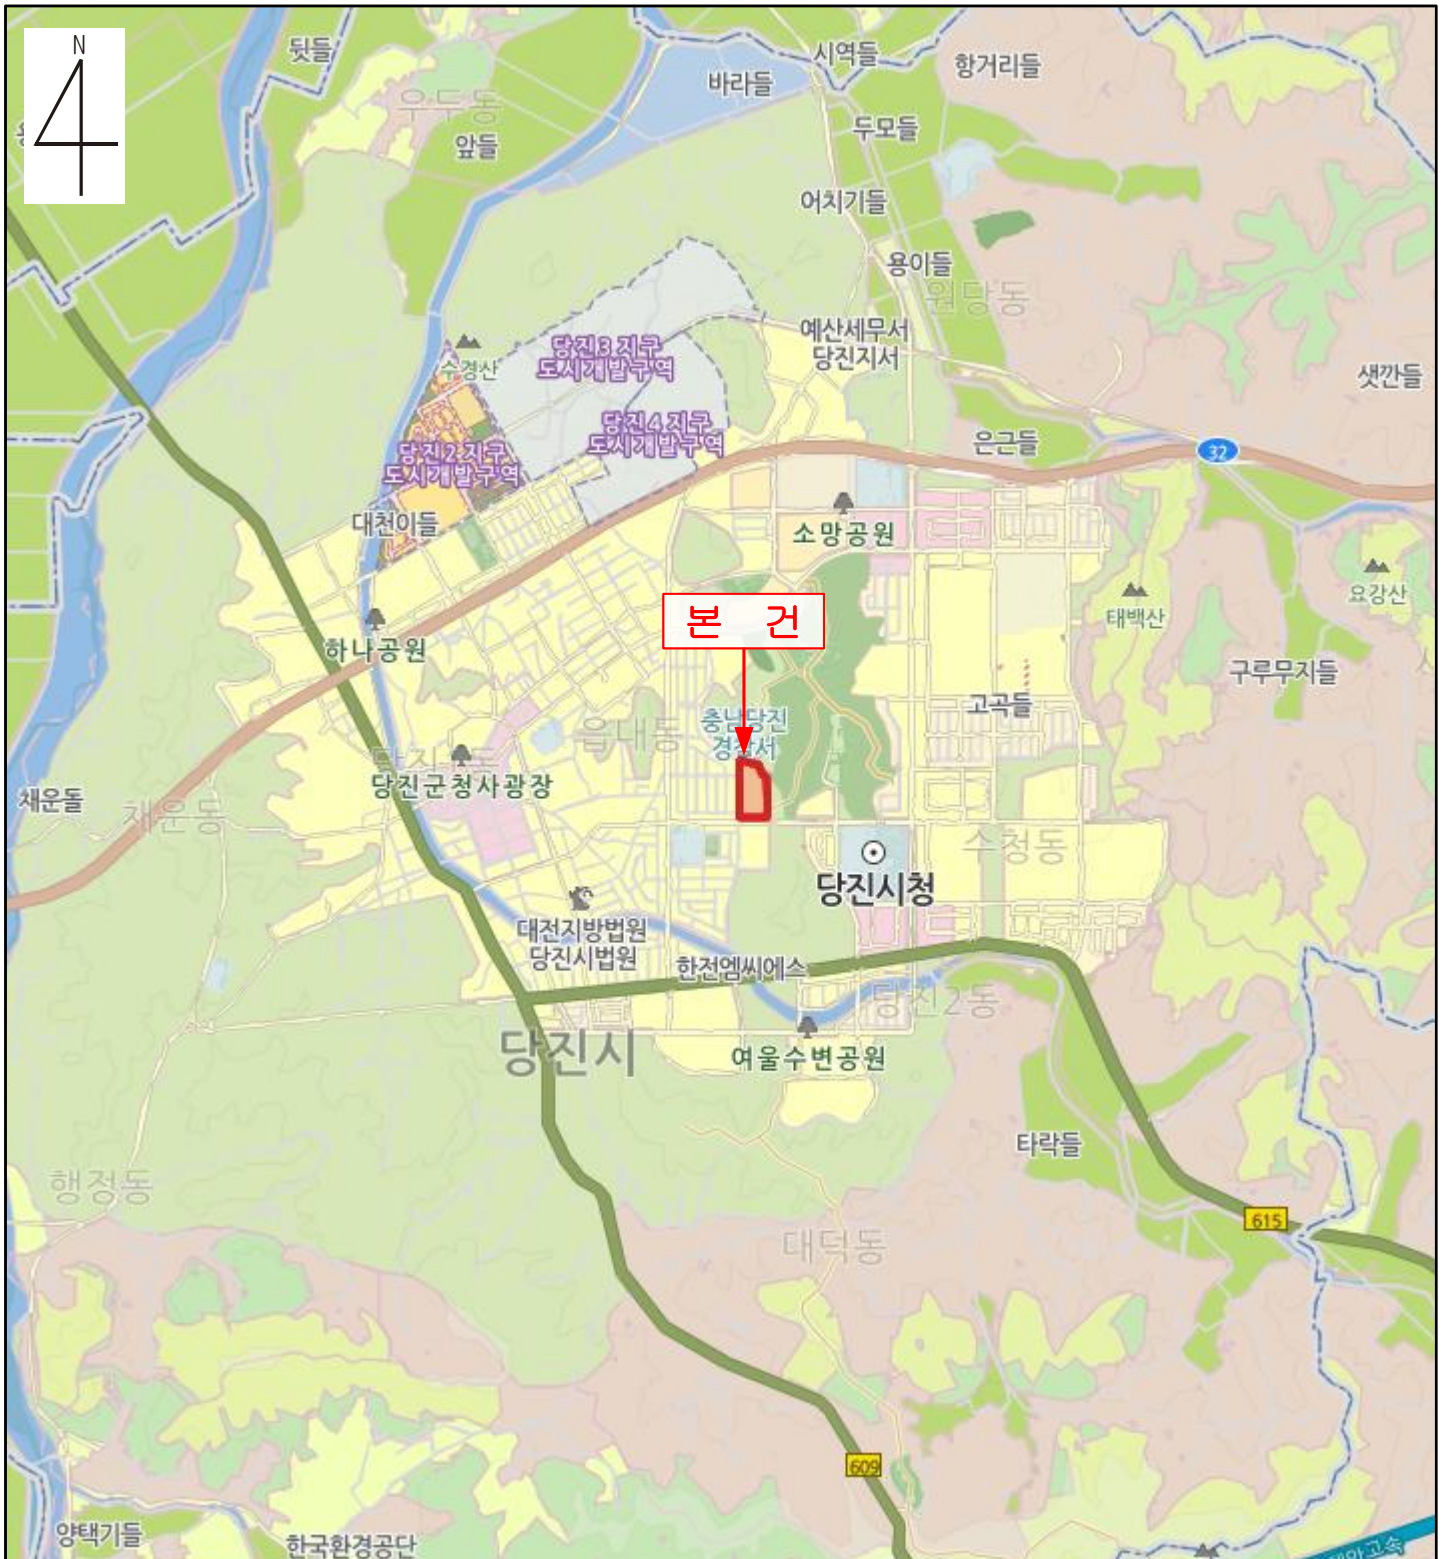 N
뒷들
시역들
항거리들
바라들
우두동
앞들
두모들
어치기들
용이들
원당동
예산세무서
당진지서
당진3지구
도시개발구역
수경산
샛깐들
당진4지구
도시개발구역
은근들
32
당진2지구
도시개발구역
대천이들
소망공원
요강산
태백산
본 건
하나공원
구루무지들
고곡들
충남당진
경찰서
읍내동
당진군청사광장
채운돌
채운동
수청동
당진시청
대전지방법원
당진시법원
한전엠씨에스
당진2동
당진시
여울수변공원
타락들
행정동
615
대덕동
609
양택기들
한국환경공단